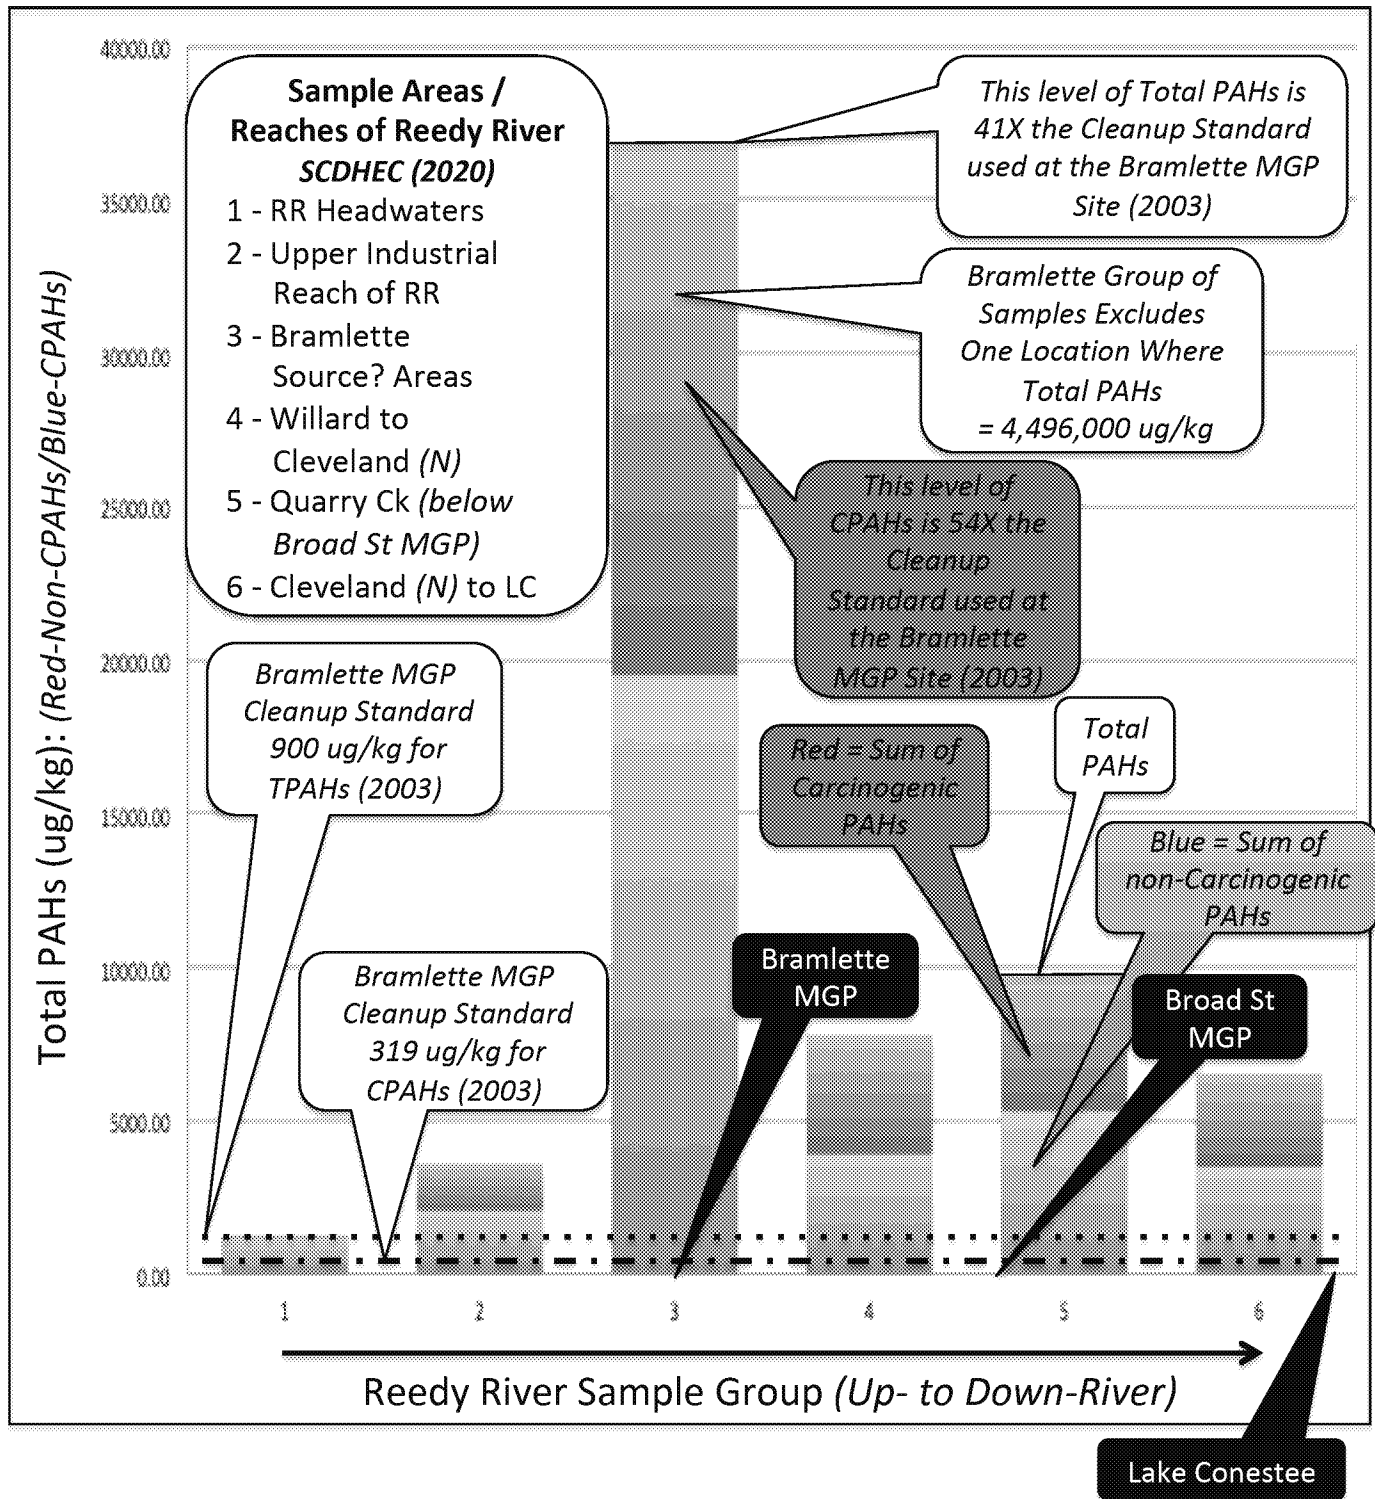 40000.00
35000.00
30000.00
25000.00
20000.00
15000.00
10000.00
5000.00
0.00
Total PAHs (ug/kg): (Red-Non-CPAHs/Blue-CPAHs)
Sample Areas /
Reaches of Reedy River
SCDHEC (2020)
1 - RR Headwaters
2 - Upper Industrial
Reach of RR
3 - Bramlette
Source? Areas
4 - Willard to
Cleveland (N)
5 - Quarry Ck (below
Broad St MGP)
6 - Cleveland (N) to LC
This level of Total PAHs is
41X the Cleanup Standard
used at the Bramlette MGP
Site (2003)
Bramlette Group of
Samples Excludes
One Location Where
Total PAHs
= 4,496,000 ug/kg
This level of
CPAHs is 54X the
Cleanup
Standard used at
the Bramlette
MGP Site (2003)
Bramlette MGP
Cleanup Standard
900 ug/kg for
TPAHs (2003)
Total
PAHs
Red = Sum of
Carcinogenic
PAHs
Blue = Sum of
non-Carcinogenic
PAHs
Bramlette MGP
Cleanup Standard
319 ug/kg for
CPAHs (2003)
Bramlette
MGP
Broad St
MGP
1
2
3
4
5
6
Reedy River Sample Group (Up- to Down-River)
Lake Conestee